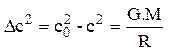 Δc² = c₀² - c² = G.M / R